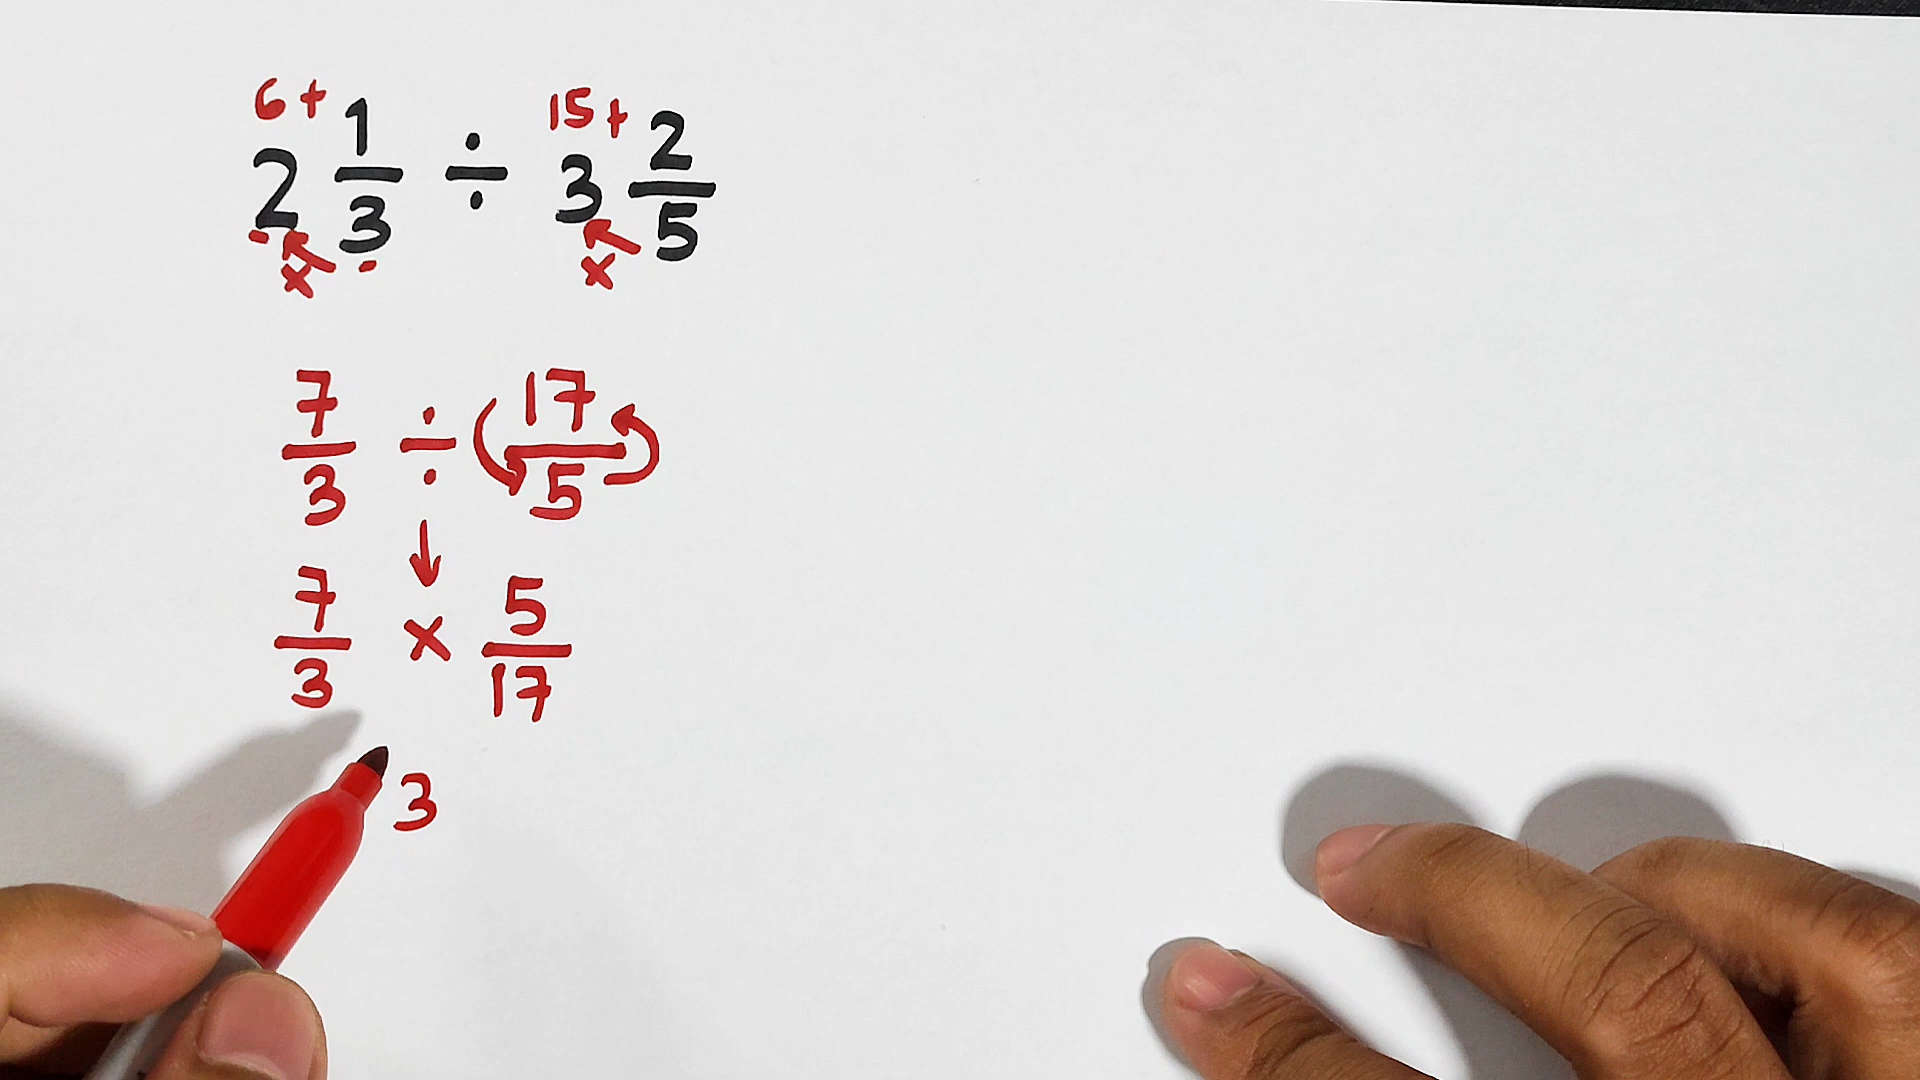 6+ 15+
2 1/3 ÷ 3 2/5
x x
7/3 ÷ 17/5
7/3 x 5/17
3